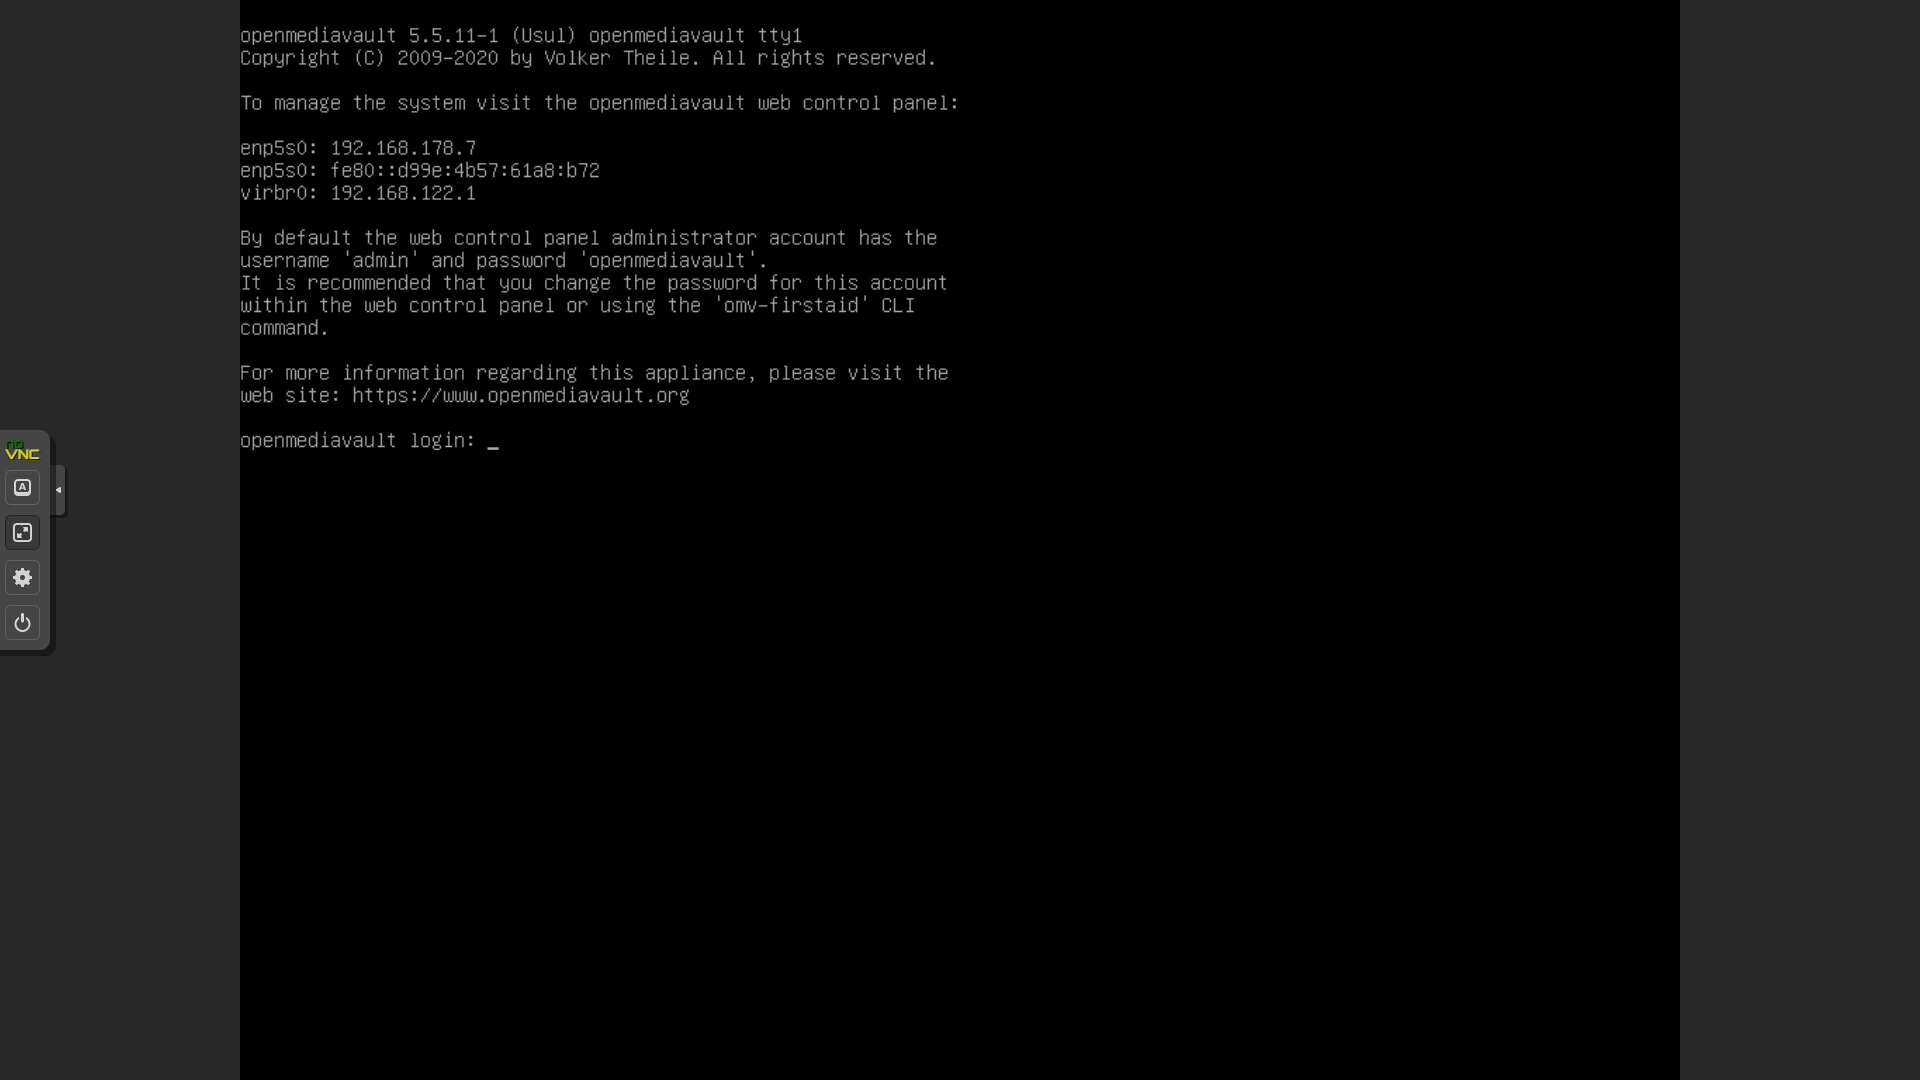 openmediavault 5.5.11-1 (Usul) openmediavault tty1
Copyright (C) 2009-2020 by Volker Theile. All rights reserved.
To manage the system visit the openmediavault web control panel:
enp5s0: 192.168.178.7
enp5s0: fe80::d99e:4b57:61a8:b72
virbr0: 192.168.122.1
By default the web control panel administrator account has the
username 'admin' and password 'openmediavault'.
It is recommended that you change the password for this account
within the web control panel or using the 'omv-firstaid' CLI
command.
For more information regarding this appliance, please visit the
web site: https://www.openmediavault.org
openmediavault login: _
no
VNC
A